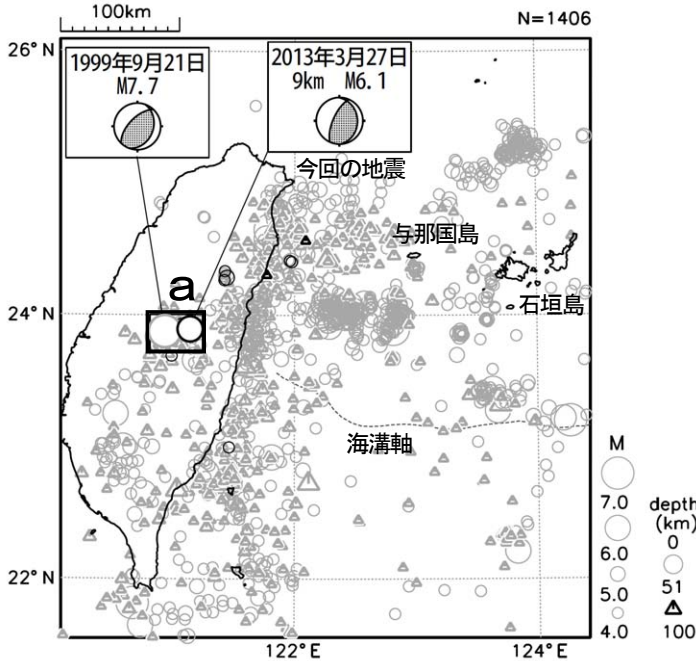 100km
N=1406
26°N
1999年9月21日
M7.7
2013年3月27日
9km M6.1
今回の地震
与那国島
a
24°N
石垣島
海溝軸
M
7.0
6.0
5.0
4.0
depth
(km)
0
51
100
22°N
122°E
124°E